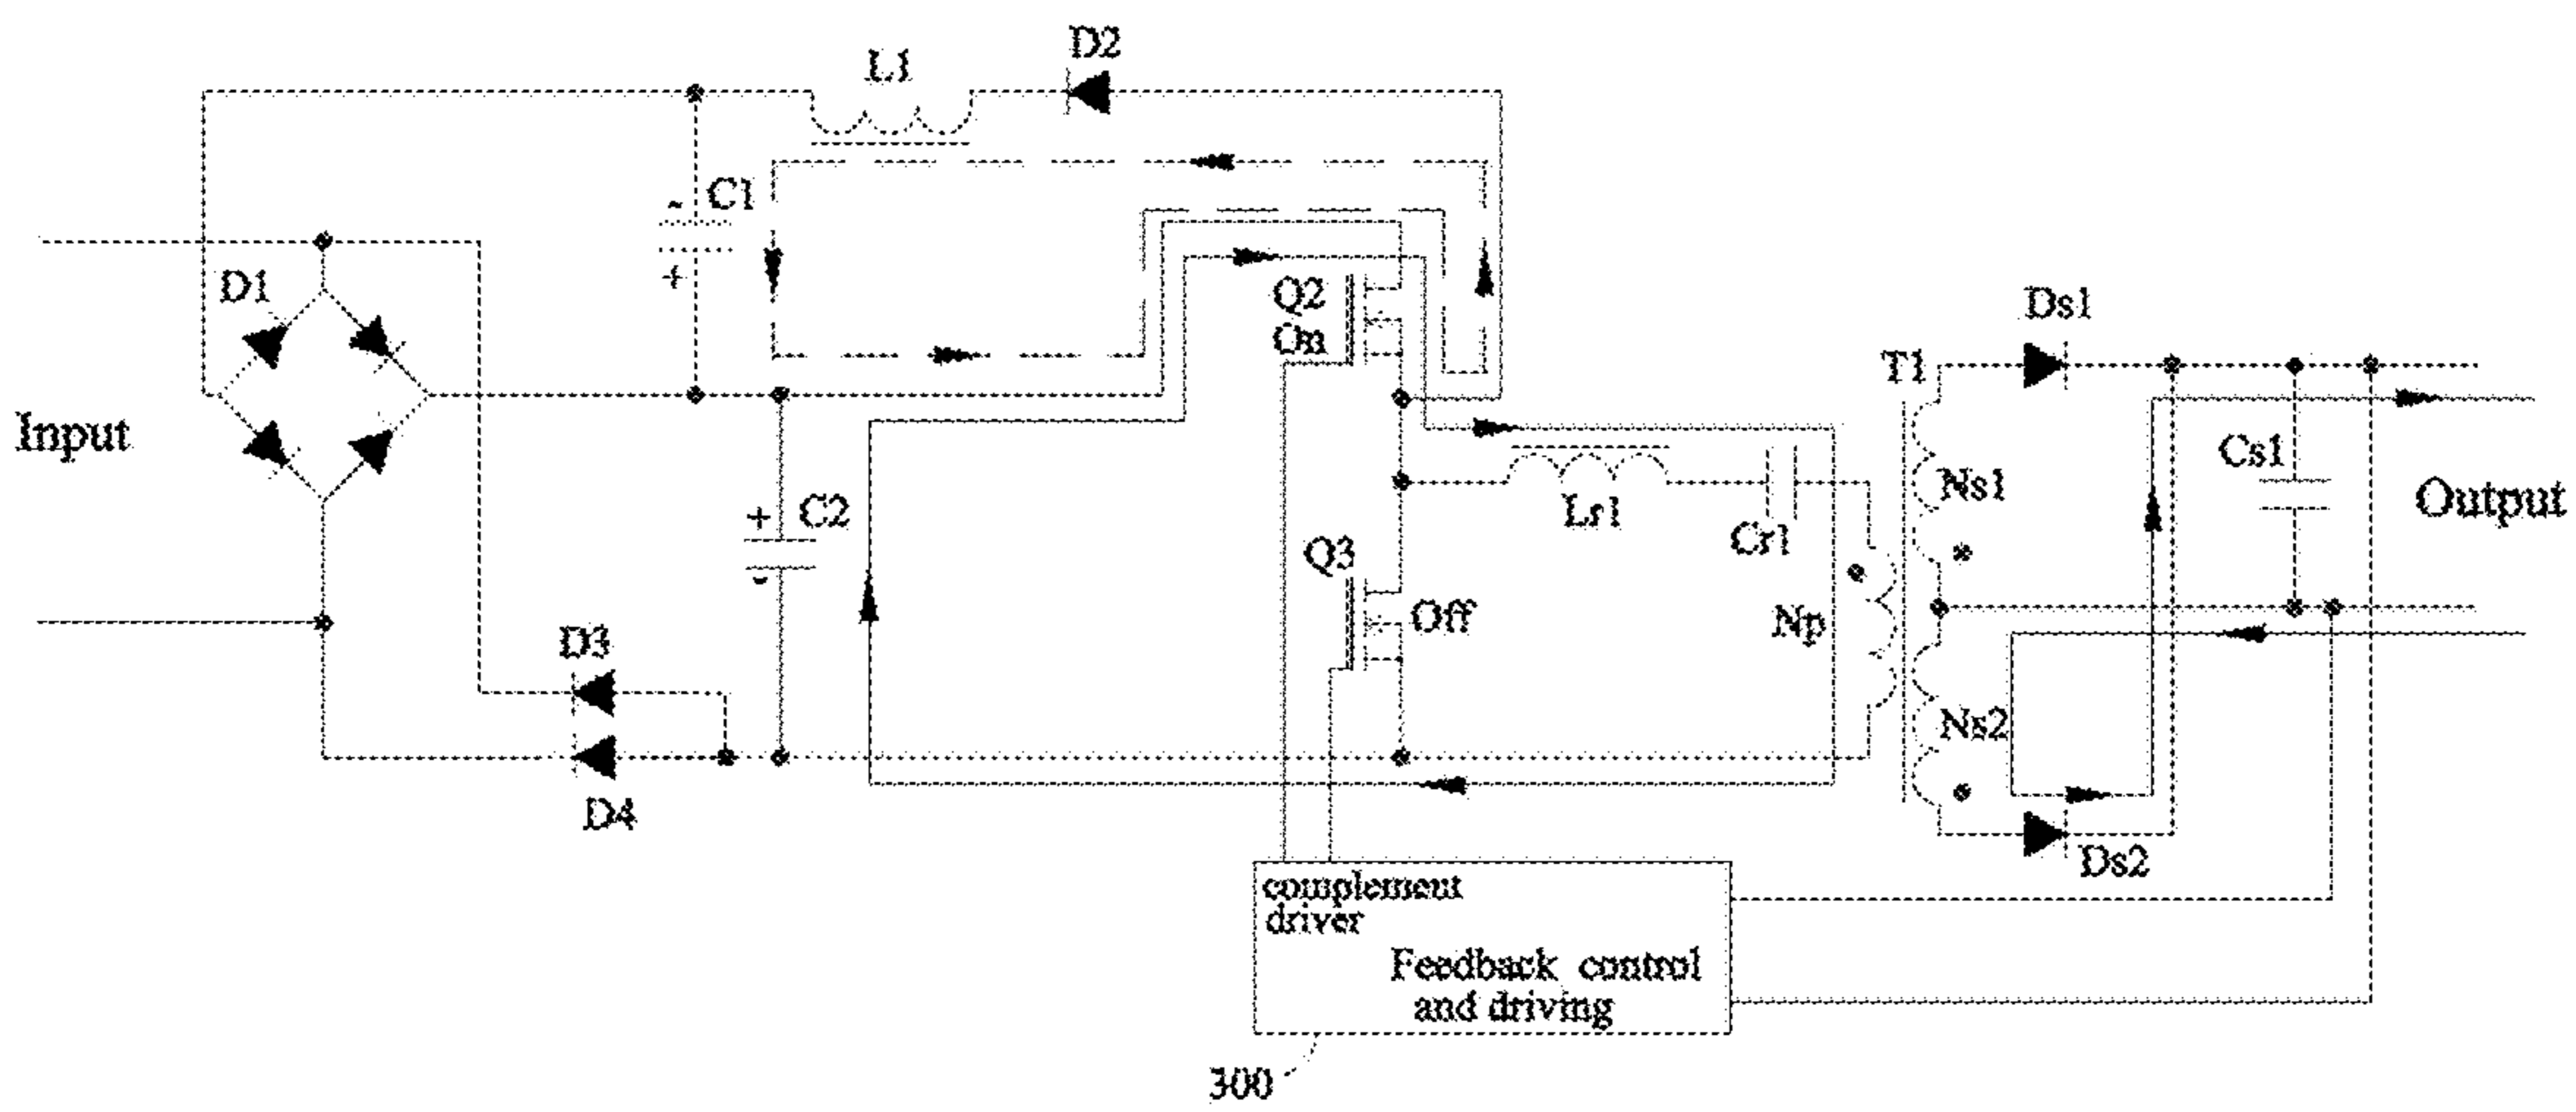 D2
L1
- C1
+
D1
Q2
On
Ds1
T1
Input
Cs1
Ns1
Output
+ C2
-
Lr1
Cr1
Q3
Off
Np
D3
Ns2
D4
Ds2
complement
driver
Feedback control
and driving
300